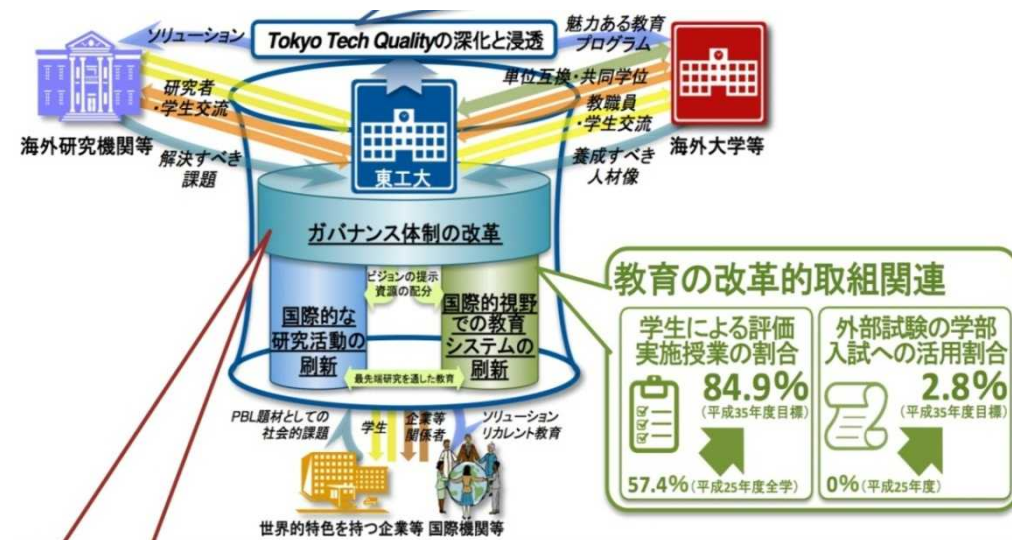 ソリューション
Tokyo Tech Qualityの深化と浸透
魅力ある教育
プログラム
研究者
・学生交流
単位互換・共同学位
教職員
・学生交流
海外研究機関等
海外大学等
解決すべき
課題
東工大
養成すべき
人材像
ガバナンス体制の改革
ビジョンの提示
資源の配分
国際的な
研究活動の
刷新
国際的視野
での教育
システムの
刷新
最先端研究を通した教育
PBL題材としての
社会的課題
学生
企業等
関係者
ソリューション
リカレント教育
世界的特色を持つ企業等
国際機関等
教育の改革的取組関連
学生による評価
実施授業の割合
84.9%
(平成35年度目標)
57.4%(平成25年度全学)
外部試験の学部
入試への活用割合
2.8%
(平成35年度目標)
0%(平成25年度)